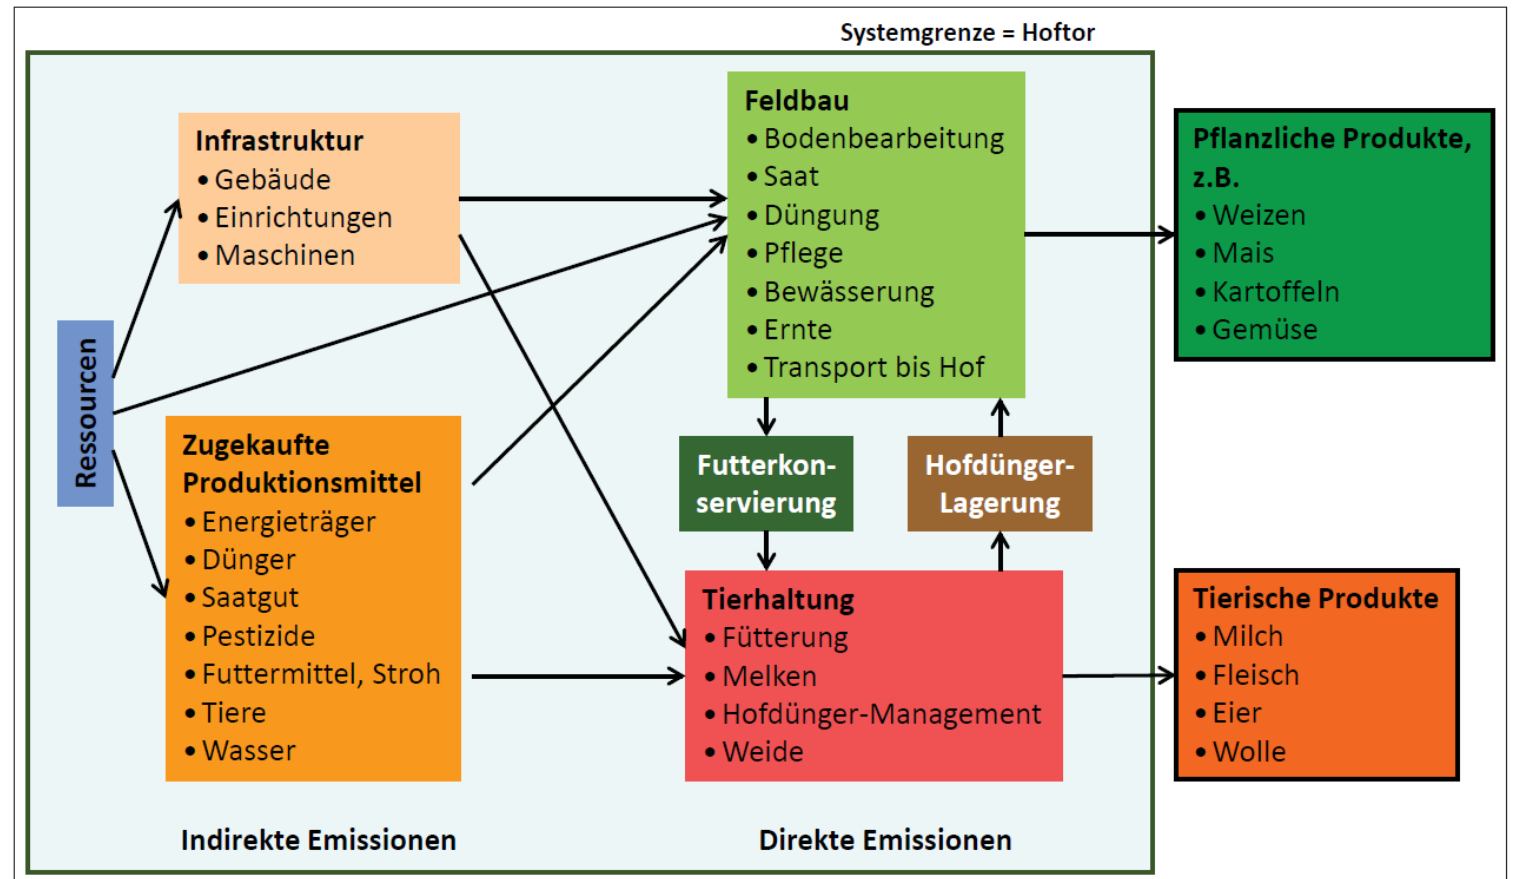 Systemgrenze = Hoftor
Infrastruktur
• Gebäude
• Einrichtungen
• Maschinen
Ressourcen
Zugekaufte
Produktionsmittel
• Energieträger
• Dünger
• Saatgut
• Pestizide
• Futtermittel, Stroh
• Tiere
• Wasser
Indirekte Emissionen
Feldbau
• Bodenbearbeitung
• Saat
• Düngung
• Pflege
• Bewässerung
• Ernte
• Transport bis Hof
Futterkon-
servierung
Hofdünger-
Lagerung
Tierhaltung
• Fütterung
• Melken
• Hofdünger-Management
• Weide
Direkte Emissionen
Pflanzliche Produkte,
z.B.
• Weizen
• Mais
• Kartoffeln
• Gemüse
Tierische Produkte
• Milch
• Fleisch
• Eier
• Wolle